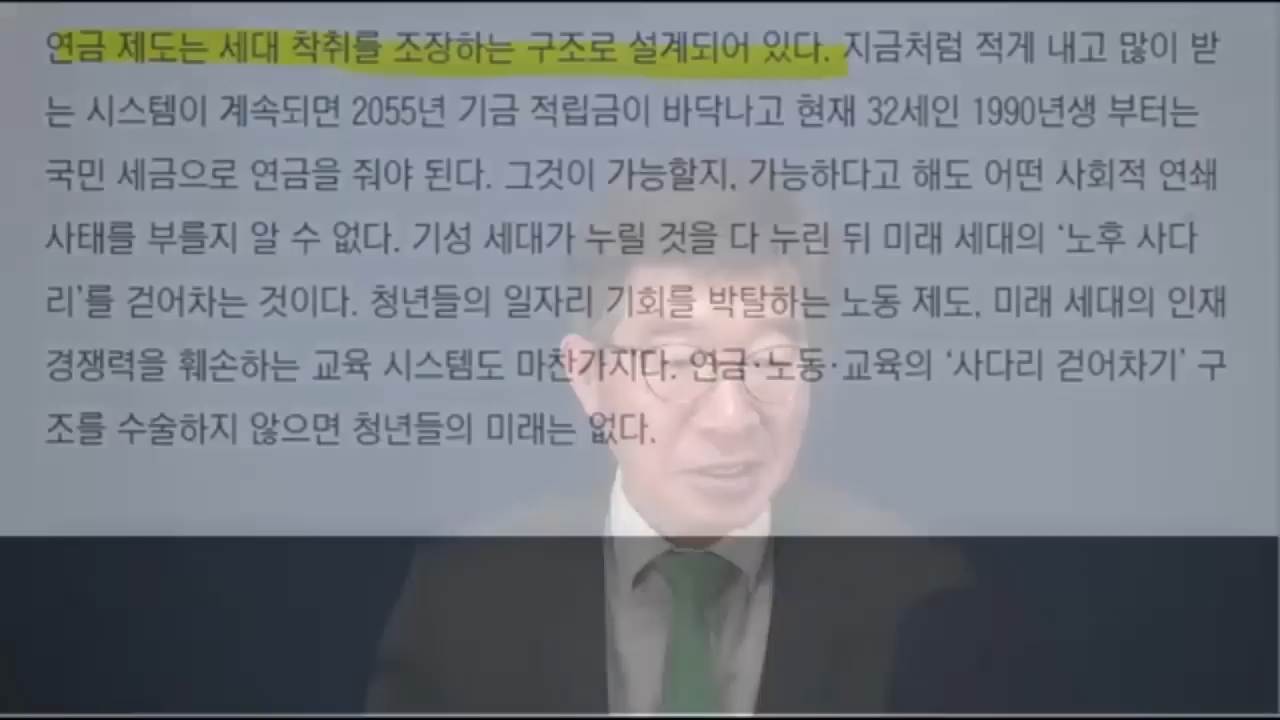 연금 제도는 세대 착취를 조장하는 구조로 설계되어 있다. 지금처럼 적게 내고 많이 받
는 시스템이 계속되면 2055년 기금 적립금이 바닥나고 현재 32세인 1990년생 부터는
국민 세금으로 연금을 줘야 된다. 그것이 가능할지, 가능하다고 해도 어떤 사회적 연쇄
사태를 부를지 알 수 없다. 기성 세대가 누릴 것을 다 누린 뒤 미래 세대의 ‘노후 사다
리’를 걷어차는 것이다. 청년들의 일자리 기회를 박탈하는 노동 제도, 미래 세대의 인재
경쟁력을 훼손하는 교육 시스템도 마찬가지다. 연금·노동·교육의 ‘사다리 걷어차기’ 구
조를 수술하지 않으면 청년들의 미래는 없다.